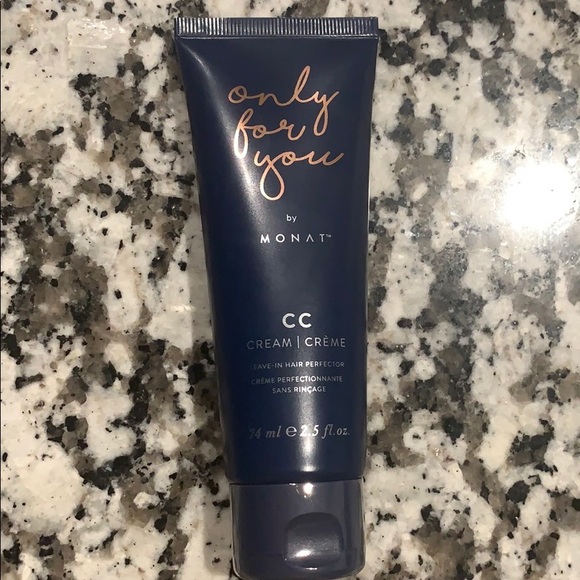 only
for
you
by
MONAT™
CC
CREAM | CRÈME
LEAVE-IN HAIR PERFECTOR
CRÈME PERFECTIONNANTE
SANS RINÇAGE
74 ml e 2.5 fl.oz.